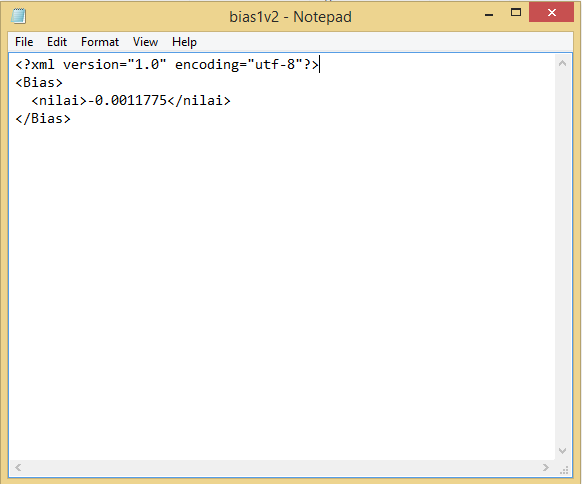 bias1v2 - Notepad
File Edit Format View Help
<?xml version="1.0" encoding="utf-8"?>
<Bias>
  <nilai>-0.0011775</nilai>
</Bias>